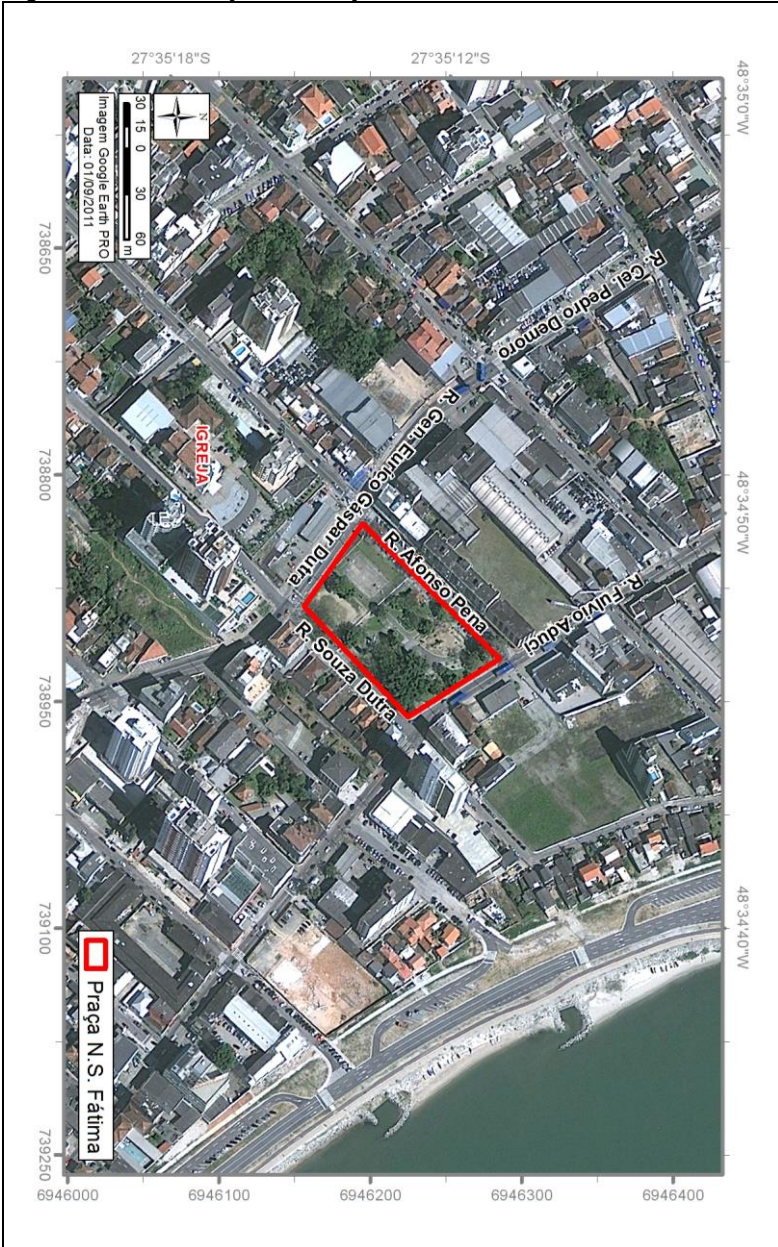 48°35'0"W
48°34'50"W
48°34'40"W
27°35'18"S
27°35'12"S
R. Cel. Pedro Demoro
R. Gen. Eurico Gaspar Dutra
R. Afonso Pena
R. Fulvio Aduci
R. Souza Dutra
IGREJA
N
30 15 0 30 60
m
Imagem Google Earth PRO
Data: 01/09/2011
Praça N.S. Fátima
738650
738800
738950
739100
739250
6946000
6946100
6946200
6946300
6946400